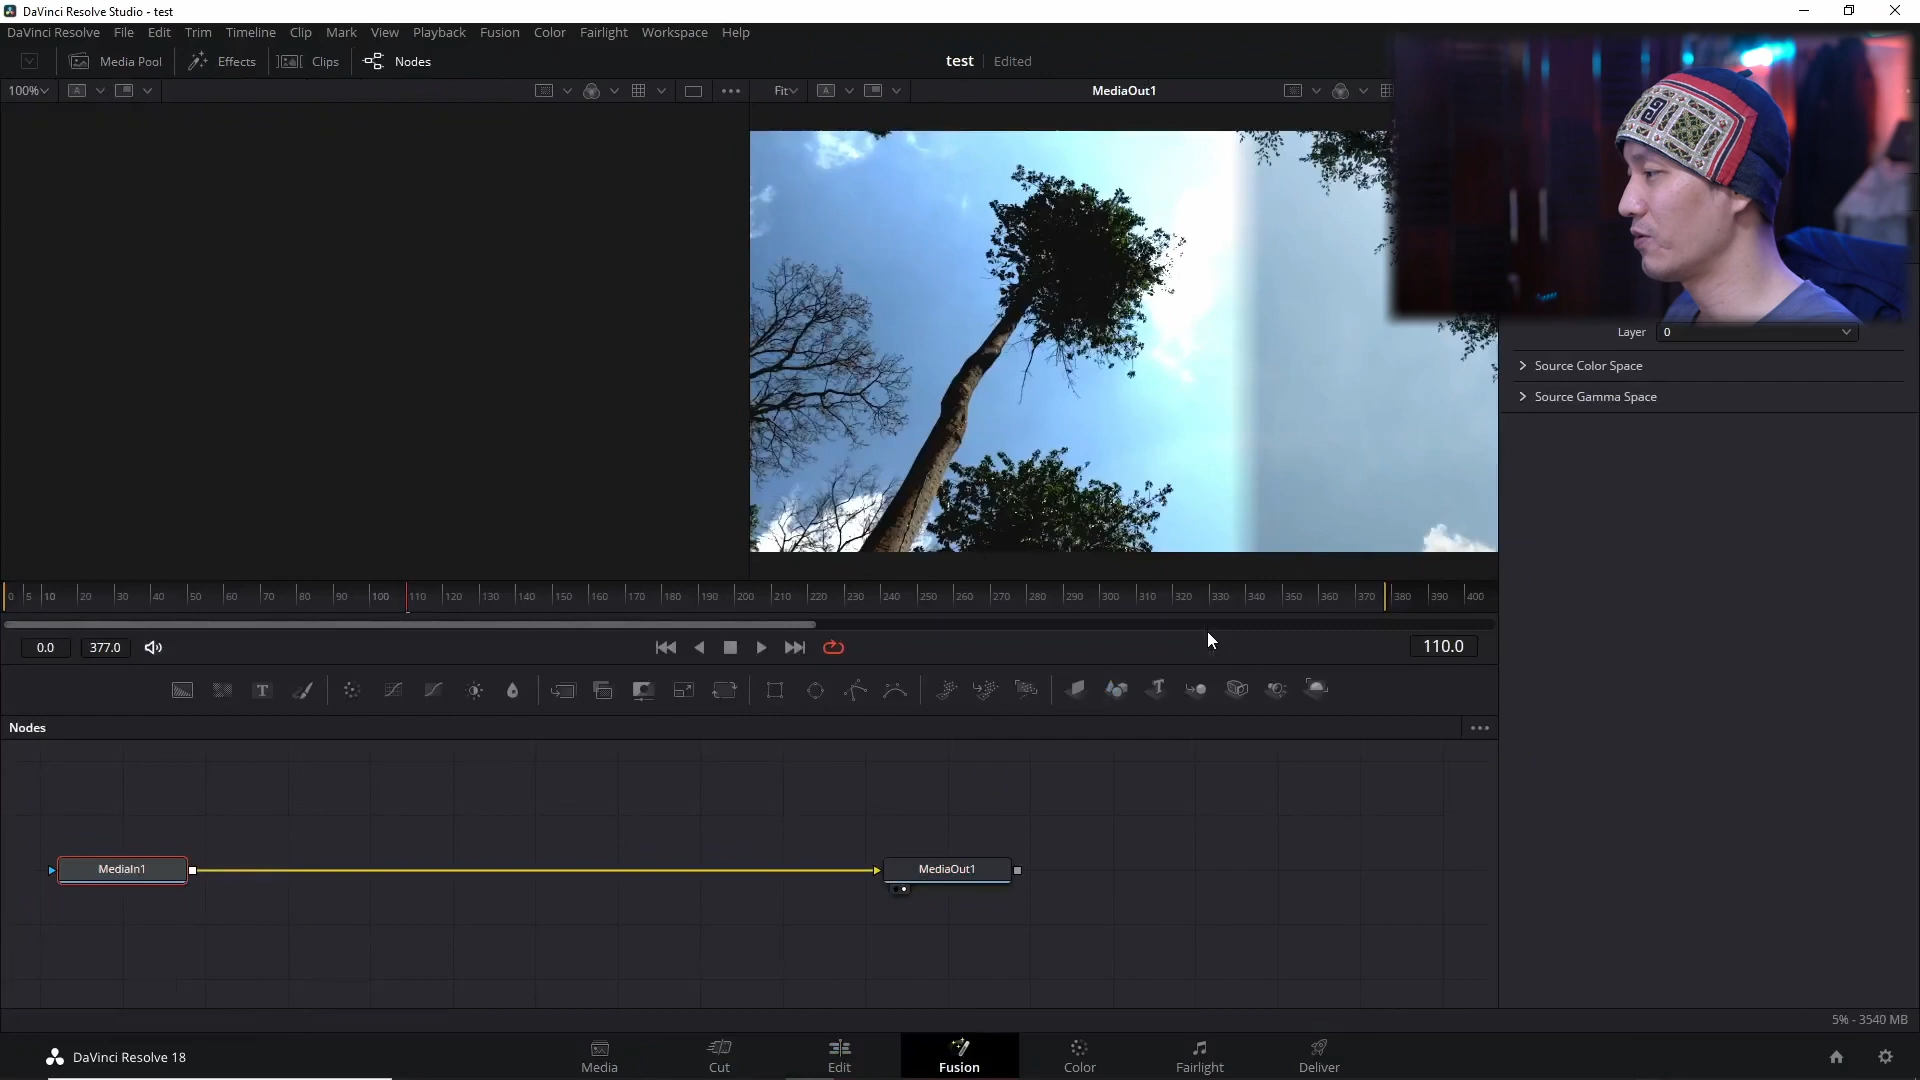 DaVinci Resolve Studio - test
DaVinci Resolve File Edit Trim Timeline Clip Mark View Playback Fusion Color Fairlight Workspace Help
Media Pool Effects Clips Nodes test Edited
100% A Fit A MediaOut1
Layer 0
Source Color Space
Source Gamma Space
0 5 10 20 30 40 50 60 70 80 90 100 110 120 130 140 150 160 170 180 190 200 210 220 230 240 250 260 270 280 290 300 310 320 330 340 350 360 370 380 390 400
0.0 377.0 110.0
T
Nodes
MediaIn1 MediaOut1
5% - 3540 MB
DaVinci Resolve 18 Media Cut Edit Fusion Color Fairlight Deliver